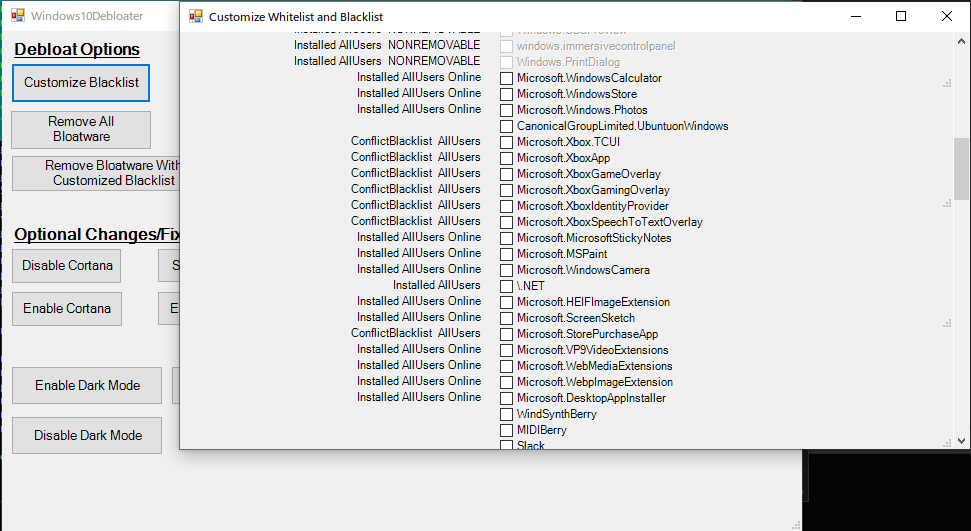 Windows10Debloater
Debloat Options
Customize Blacklist
Remove All
Bloatware
Remove Bloatware With
Customized Blacklist
Optional Changes/Fix
Disable Cortana
S
Enable Cortana
E
Enable Dark Mode
Disable Dark Mode
Customize Whitelist and Blacklist
Installed AllUsers NONREMOVABLE windows.immersivecontrolpanel
Installed AllUsers NONREMOVABLE Windows.PrintDialog
Installed AllUsers Online Microsoft.WindowsCalculator
Installed AllUsers Online Microsoft.WindowsStore
Installed AllUsers Online Microsoft.Windows.Photos
CanonicalGroupLimited.UbuntuonWindows
ConflictBlacklist AllUsers Microsoft.Xbox.TCUI
ConflictBlacklist AllUsers Microsoft.XboxApp
ConflictBlacklist AllUsers Microsoft.XboxGameOverlay
ConflictBlacklist AllUsers Microsoft.XboxGamingOverlay
ConflictBlacklist AllUsers Microsoft.XboxIdentityProvider
ConflictBlacklist AllUsers Microsoft.XboxSpeechToTextOverlay
Installed AllUsers Online Microsoft.MicrosoftStickyNotes
Installed AllUsers Online Microsoft.MSPaint
Installed AllUsers Online Microsoft.WindowsCamera
Installed AllUsers \.NET
Installed AllUsers Online Microsoft.HEIFImageExtension
Installed AllUsers Online Microsoft.ScreenSketch
ConflictBlacklist AllUsers Microsoft.StorePurchaseApp
Installed AllUsers Online Microsoft.VP9VideoExtensions
Installed AllUsers Online Microsoft.WebMediaExtensions
Installed AllUsers Online Microsoft.WebpImageExtension
Installed AllUsers Online Microsoft.DesktopAppInstaller
WindSynthBerry
MIDIBerry
Slack